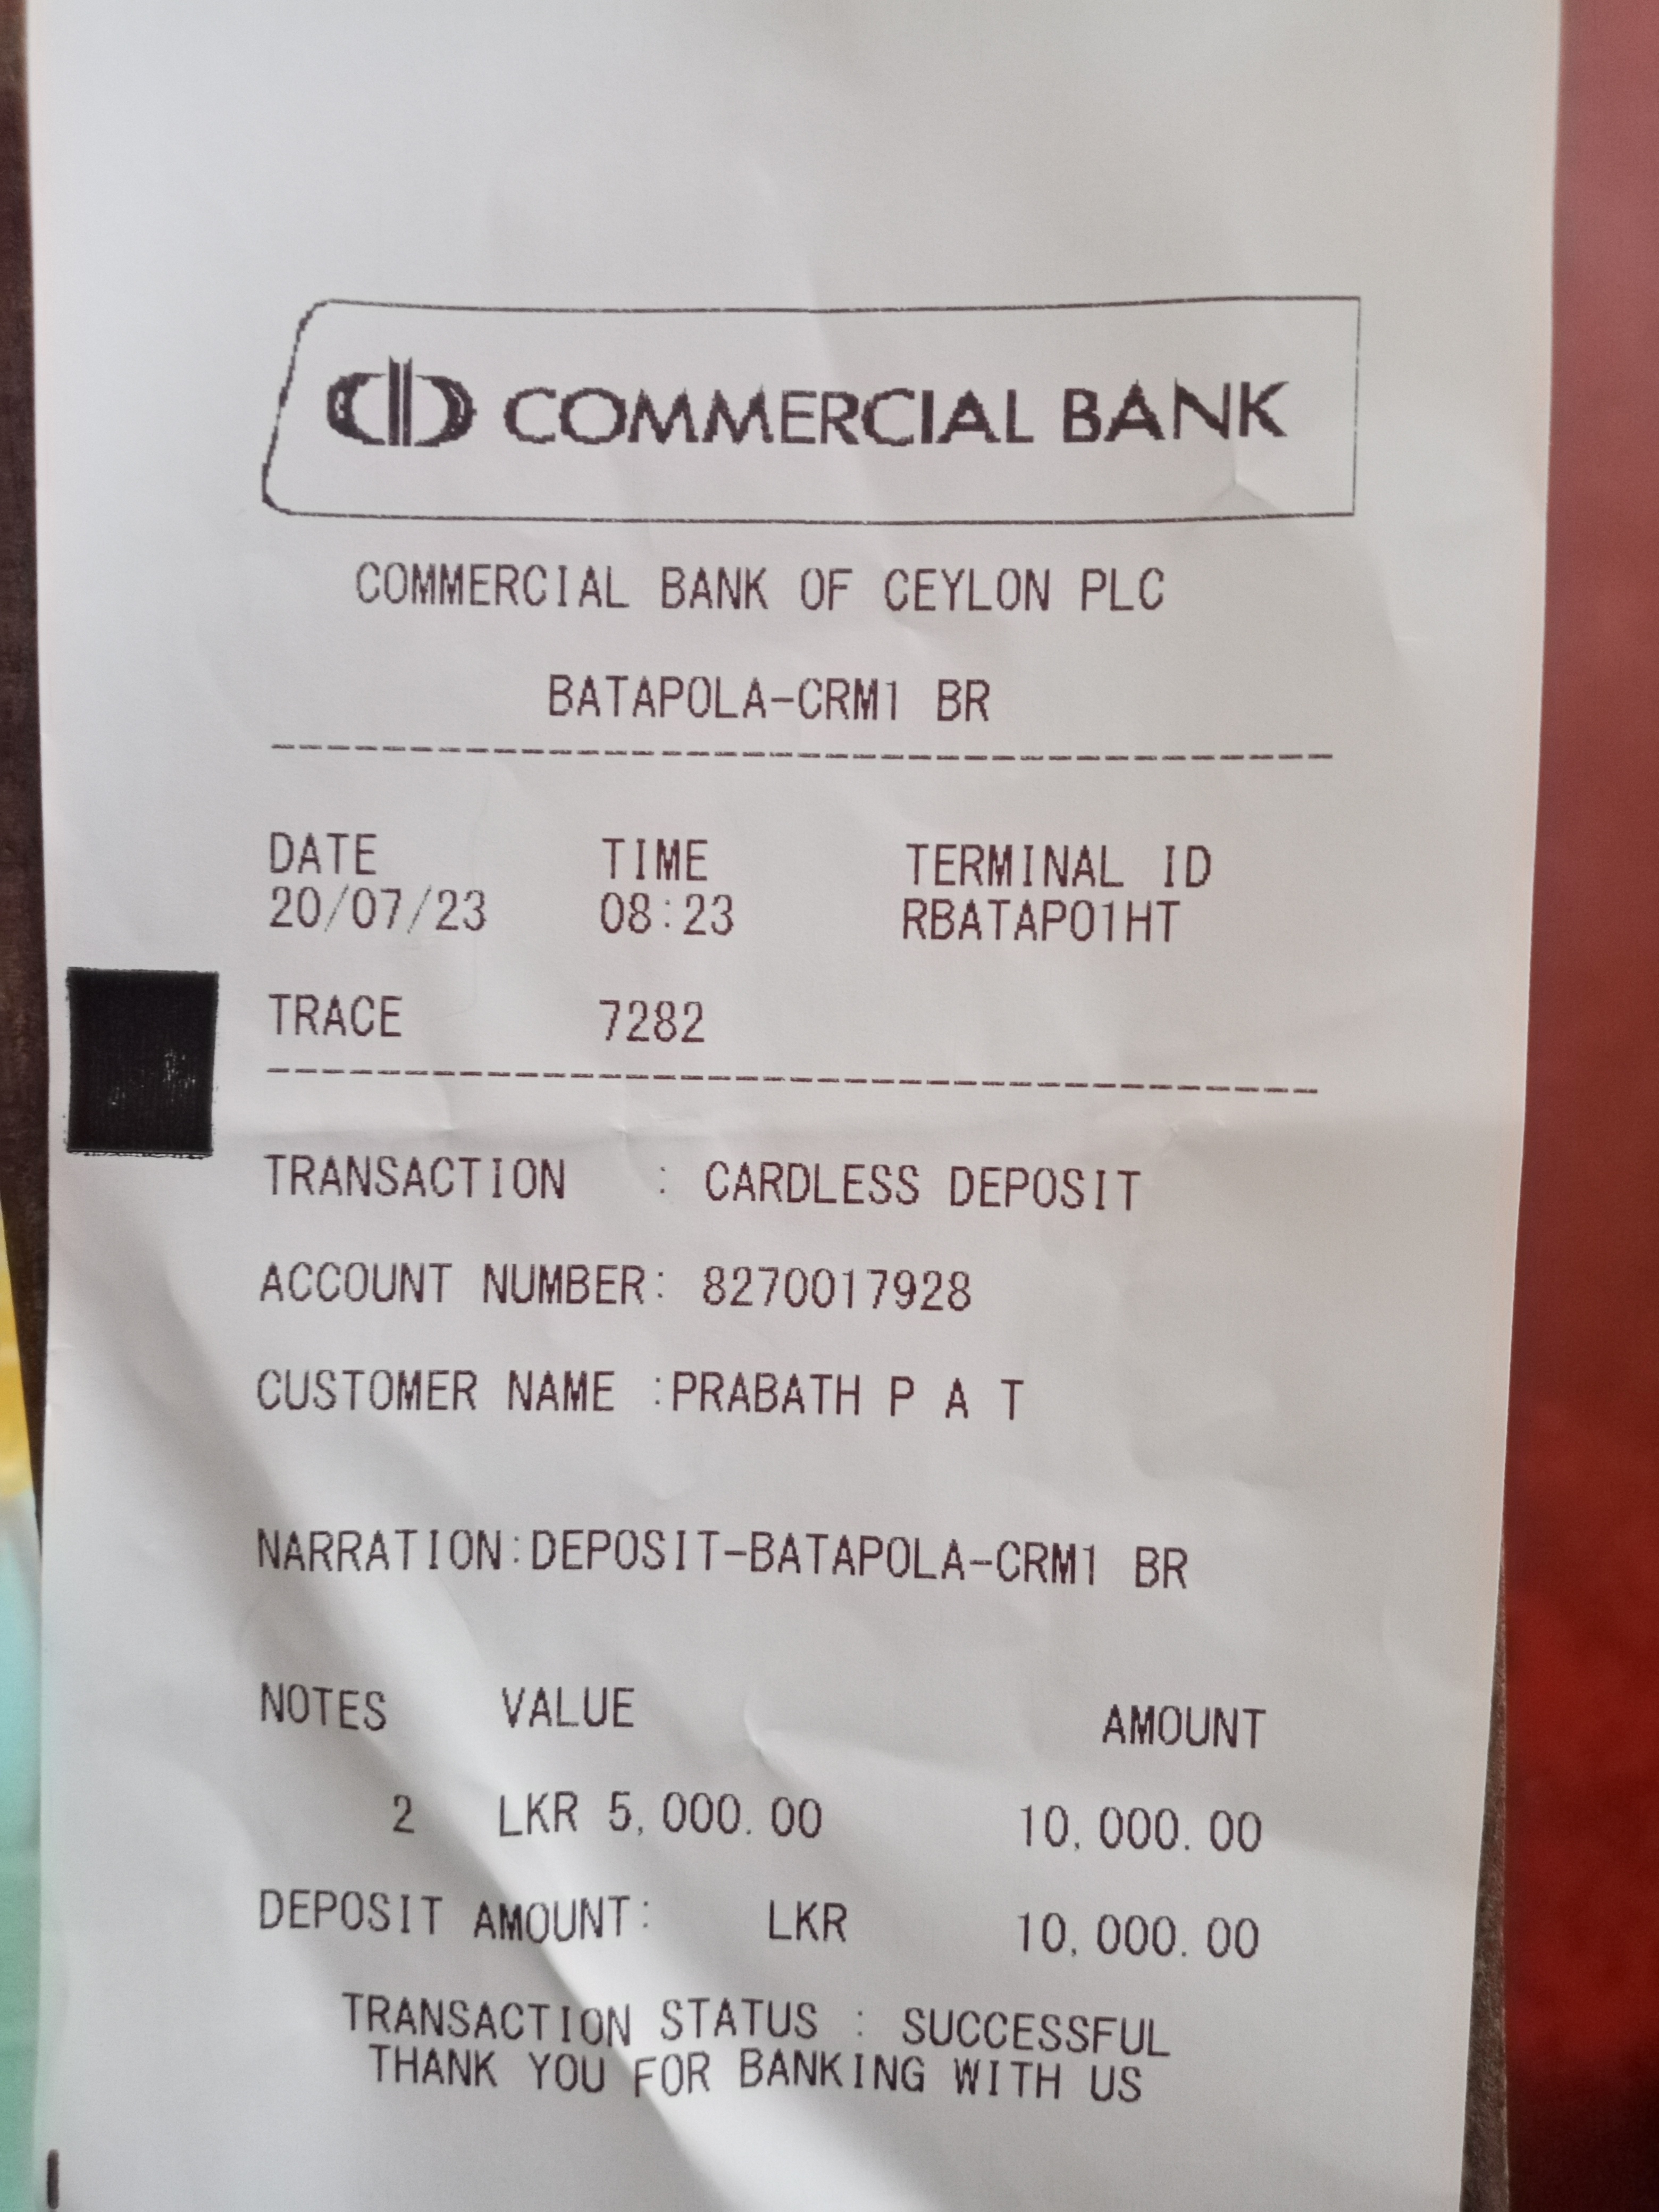 COMMERCIAL BANK
COMMERCIAL BANK OF CEYLON PLC
BATAPOLA-CRM1 BR
--------------------------------------
DATE TIME TERMINAL ID
20/07/23 08:23 RBATAP01HT
TRACE 7282
--------------------------------------
TRANSACTION : CARDLESS DEPOSIT
ACCOUNT NUMBER: 8270017928
CUSTOMER NAME :PRABATH P A T
NARRATION:DEPOSIT-BATAPOLA-CRM1 BR
NOTES VALUE AMOUNT
2 LKR 5,000.00 10,000.00
DEPOSIT AMOUNT: LKR 10,000.00
TRANSACTION STATUS : SUCCESSFUL
THANK YOU FOR BANKING WITH US